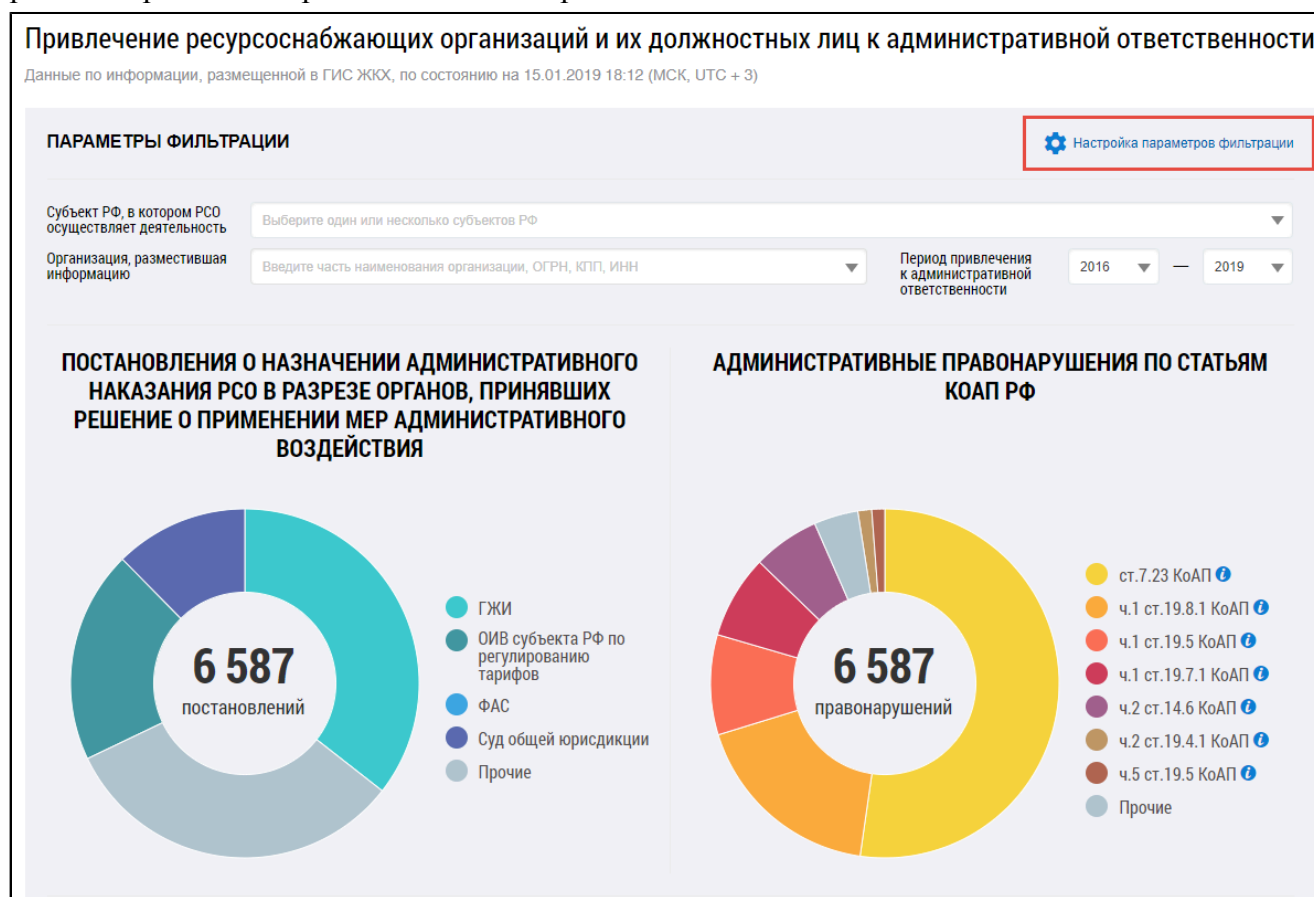 Привлечение ресурсоснабжающих организаций и их должностных лиц к административной ответственности
Данные по информации, размещенной в ГИС ЖКХ, по состоянию на 15.01.2019 18:12 (МСК, UTC + 3)
ПАРАМЕТРЫ ФИЛЬТРАЦИИ
Настройка параметров фильтрации
Субъект РФ, в котором РСО
осуществляет деятельность
Выберите один или несколько субъектов РФ
Организация, разместившая
информацию
Введите часть наименования организации, ОГРН, КПП, ИНН
Период привлечения
к административной
ответственности
2016 — 2019
ПОСТАНОВЛЕНИЯ О НАЗНАЧЕНИИ АДМИНИСТРАТИВНОГО
НАКАЗАНИЯ РСО В РАЗРЕЗЕ ОРГАНОВ, ПРИНЯВШИХ
РЕШЕНИЕ О ПРИМЕНЕНИИ МЕР АДМИНИСТРАТИВНОГО
ВОЗДЕЙСТВИЯ
6 587
постановлений
ГЖИ
ОИВ субъекта РФ по
регулированию
тарифов
ФАС
Суд общей юрисдикции
Прочие
АДМИНИСТРАТИВНЫЕ ПРАВОНАРУШЕНИЯ ПО СТАТЬЯМ
КОАП РФ
6 587
правонарушений
ст.7.23 КоАП
ч.1 ст.19.8.1 КоАП
ч.1 ст.19.5 КоАП
ч.1 ст.19.7.1 КоАП
ч.2 ст.14.6 КоАП
ч.2 ст.19.4.1 КоАП
ч.5 ст.19.5 КоАП
Прочие